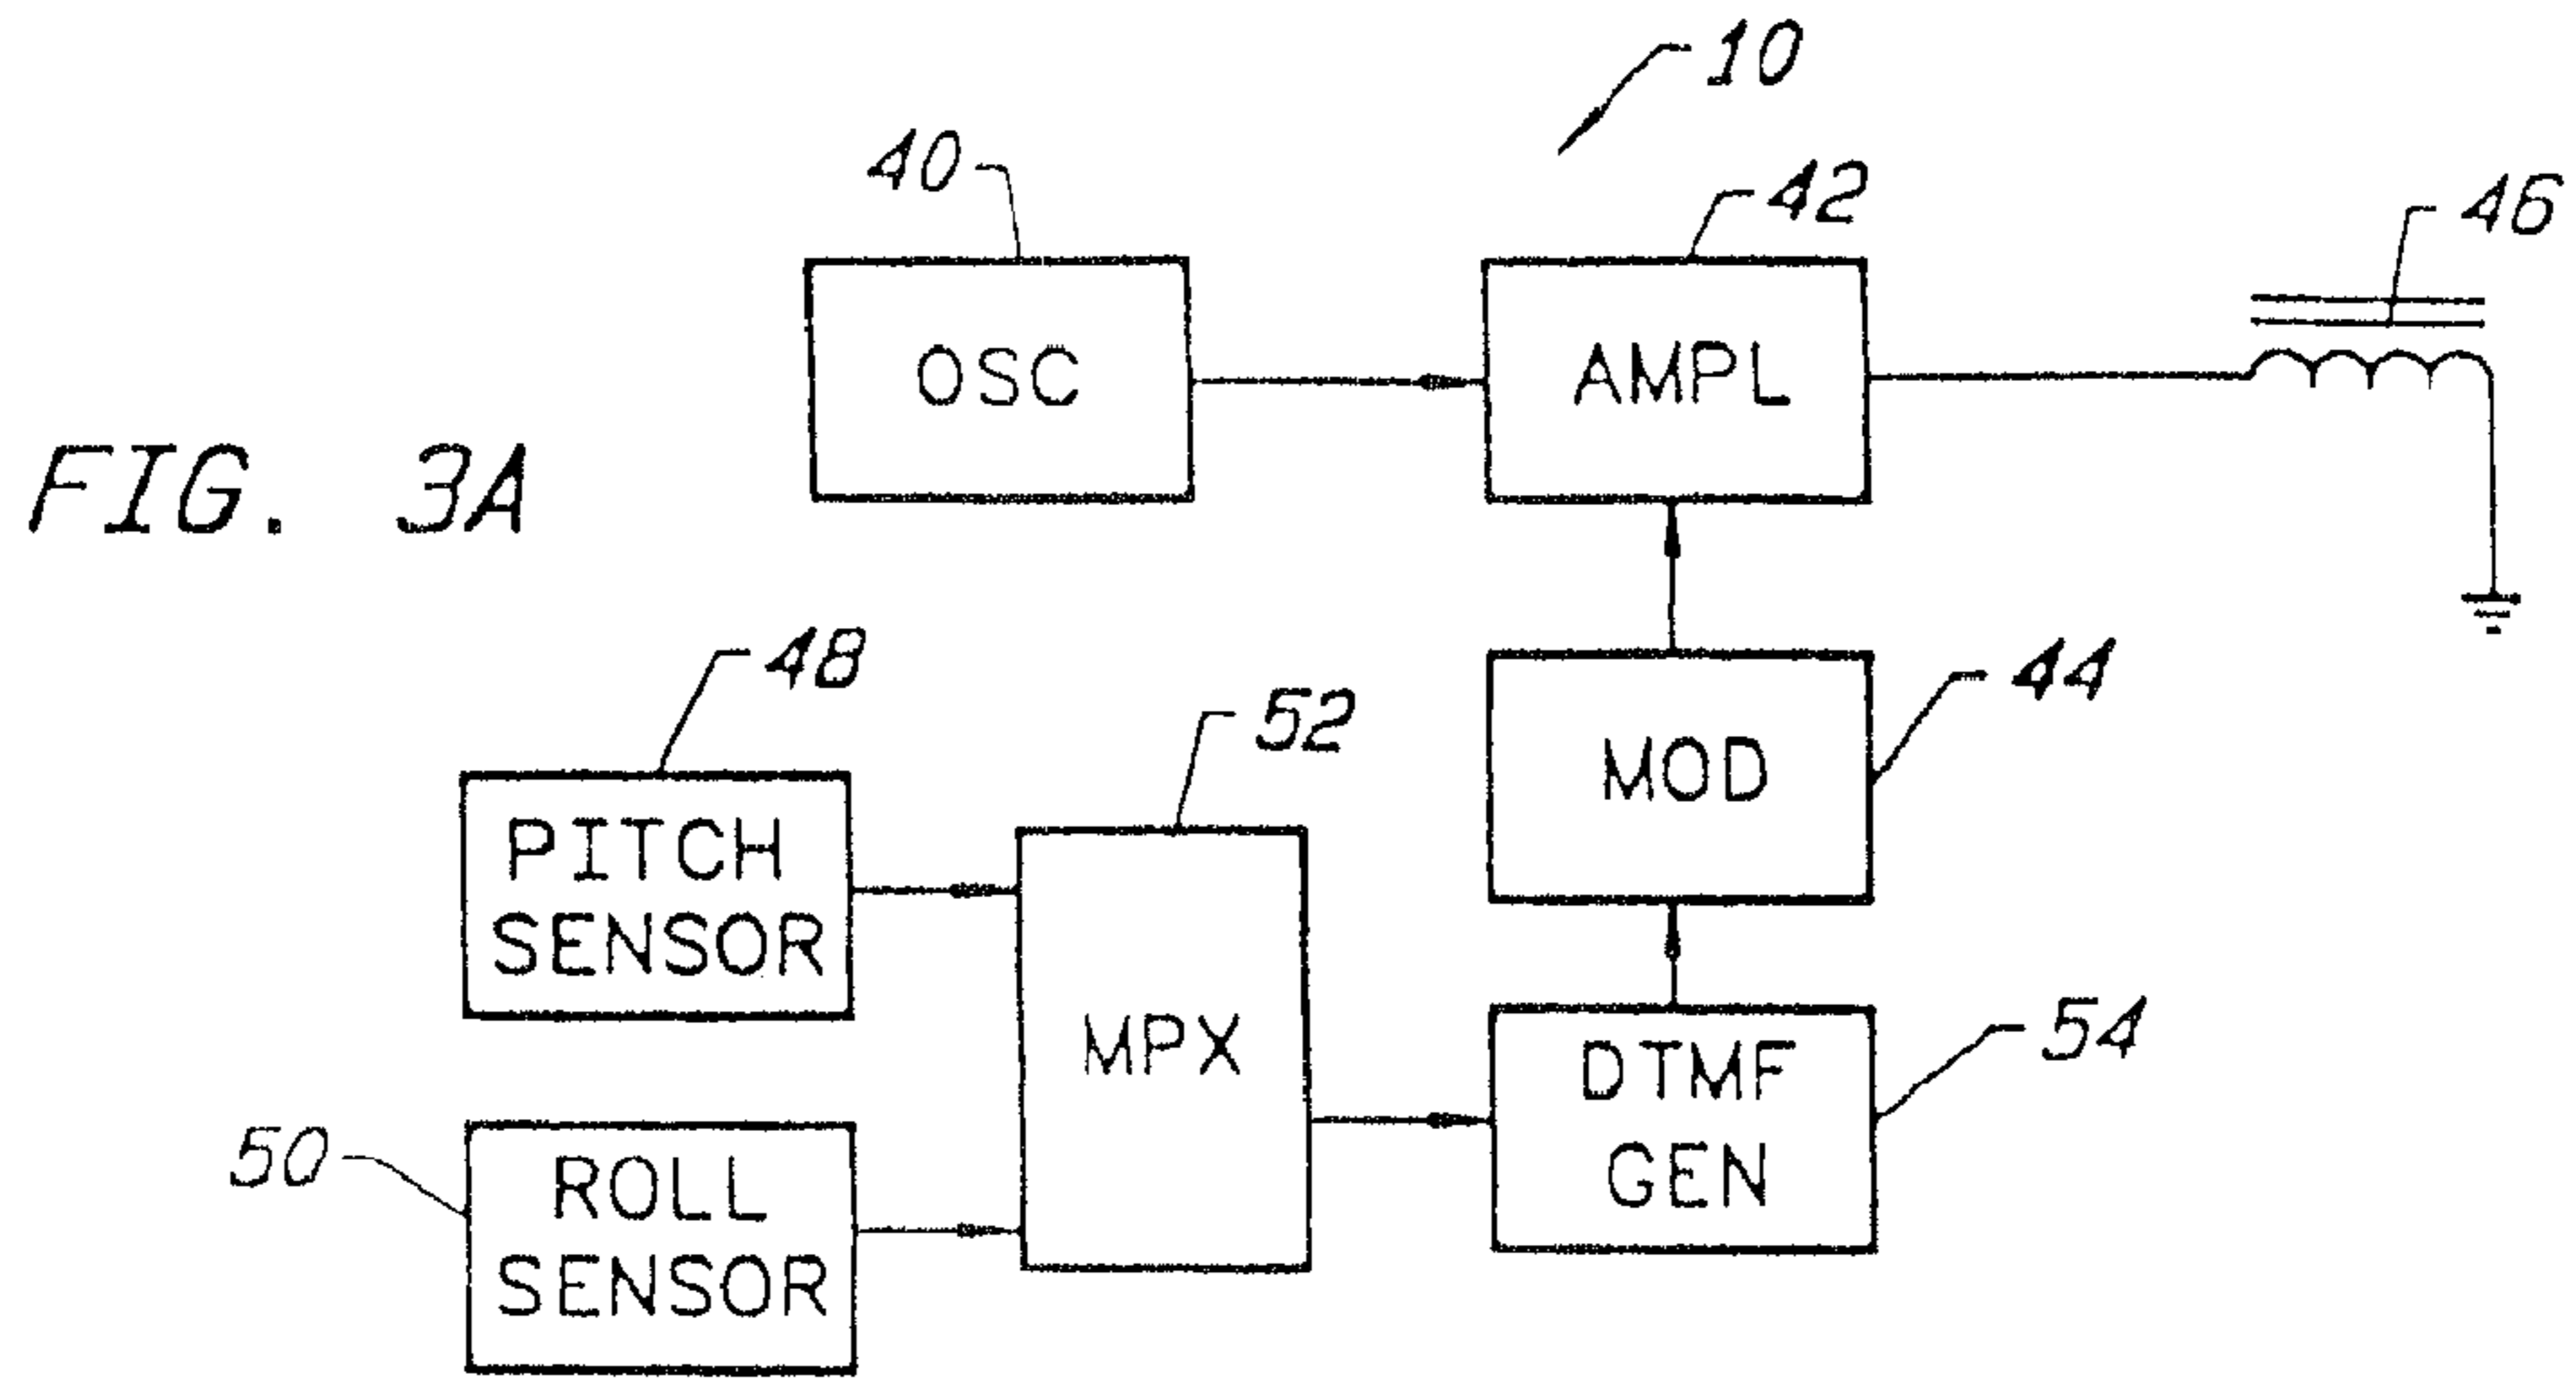 10
40
42
46
OSC
AMPL
FIG. 3A
48
44
52
MOD
PITCH
SENSOR
54
MPX
DTMF
GEN
50
ROLL
SENSOR